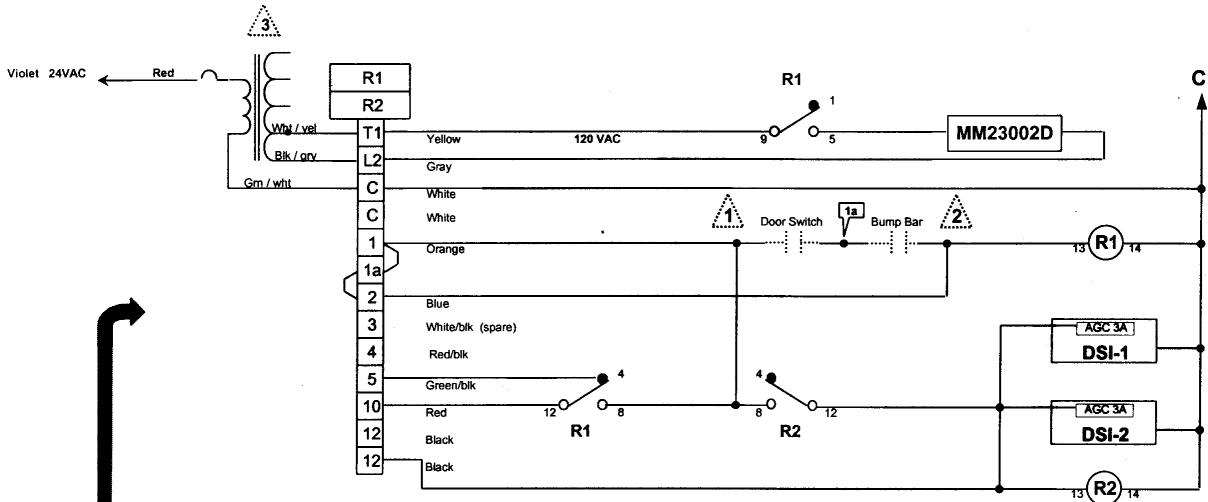 3
Violet 24VAC
Red
R1
R2
R1
1
9
5
C
Wht / yel
T1
Yellow
120 VAC
MM23002D
Blk / gry
L2
Gray
Grn / wht
C
White
C
White
1
Door Switch
1a
Bump Bar
2
1
Orange
13
R1
14
1a
2
Blue
3
White/blk (spare)
4
Red/blk
AGC 3A
DSI-1
5
Green/blk
4
4
10
Red
12
8
8
12
R1
R2
AGC 3A
DSI-2
12
Black
12
Black
13
R2
14